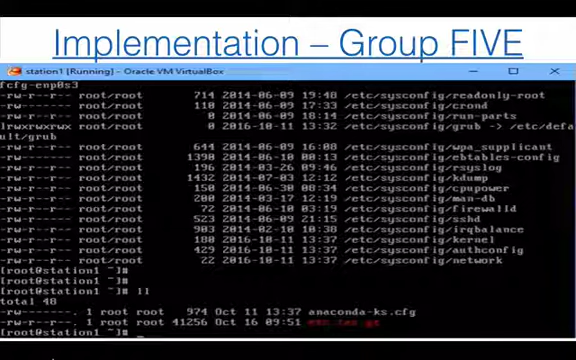 Implementation – Group FIVE
station1 [Running] - Oracle VM VirtualBox
fcfg-enp0s3
-rw-r--r-- root/root 714 2014-06-09 19:48 /etc/sysconfig/readonly-root
-rw-r--r-- root/root 110 2014-06-09 17:33 /etc/sysconfig/crond
-rw-r--r-- root/root 0 2014-06-09 18:14 /etc/sysconfig/run-parts
lrwxrwxrwx root/root 0 2016-10-11 13:32 /etc/sysconfig/grub -> /etc/defa
ult/grub
-rw-r--r-- root/root 644 2014-06-09 16:08 /etc/sysconfig/wpa_supplicant
-rw------- root/root 1390 2014-06-10 00:13 /etc/sysconfig/ebtables-config
-rw-r--r-- root/root 196 2014-03-26 09:46 /etc/sysconfig/rsyslog
-rw-r--r-- root/root 1432 2014-07-03 12:12 /etc/sysconfig/kdump
-rw-r--r-- root/root 150 2014-06-30 08:34 /etc/sysconfig/cpupower
-rw-r--r-- root/root 200 2014-03-17 12:19 /etc/sysconfig/man-db
-rw-r--r-- root/root 72 2014-06-10 03:19 /etc/sysconfig/firewalld
-rw-r--r-- root/root 523 2014-06-09 21:15 /etc/sysconfig/sshd
-rw-r--r-- root/root 903 2014-02-10 10:38 /etc/sysconfig/irqbalance
-rw-r--r-- root/root 180 2016-10-11 13:37 /etc/sysconfig/kernel
-rw-r--r-- root/root 429 2016-10-11 13:37 /etc/sysconfig/authconfig
-rw-r--r-- root/root 22 2016-10-11 13:37 /etc/sysconfig/network
[root@station1 ~]#
[root@station1 ~]#
[root@station1 ~]# ll
total 48
-rw-------. 1 root root 974 Oct 11 13:37 anaconda-ks.cfg
-rw-r--r--. 1 root root 41256 Oct 16 09:51
[root@station1 ~]# _